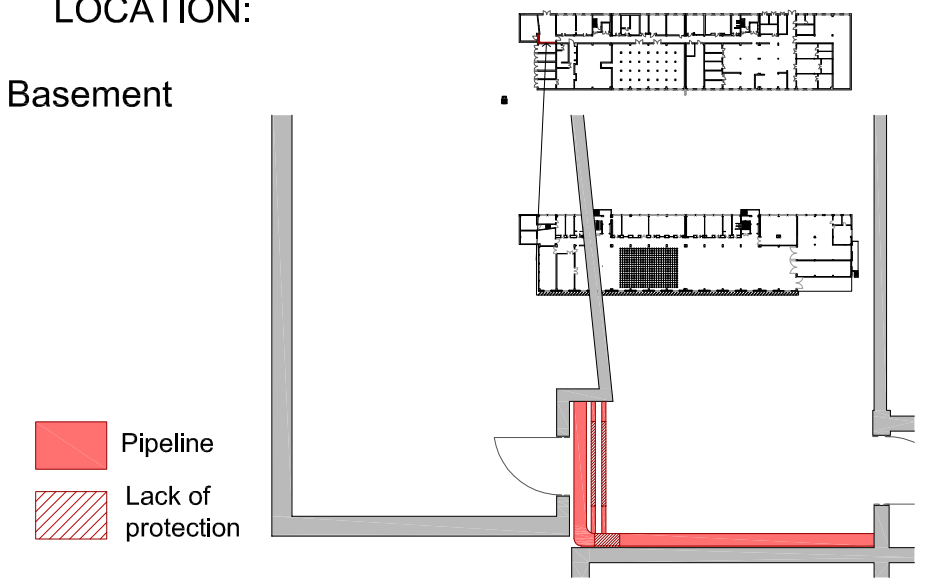 LOCATION:
Basement
Pipeline
Lack of
protection